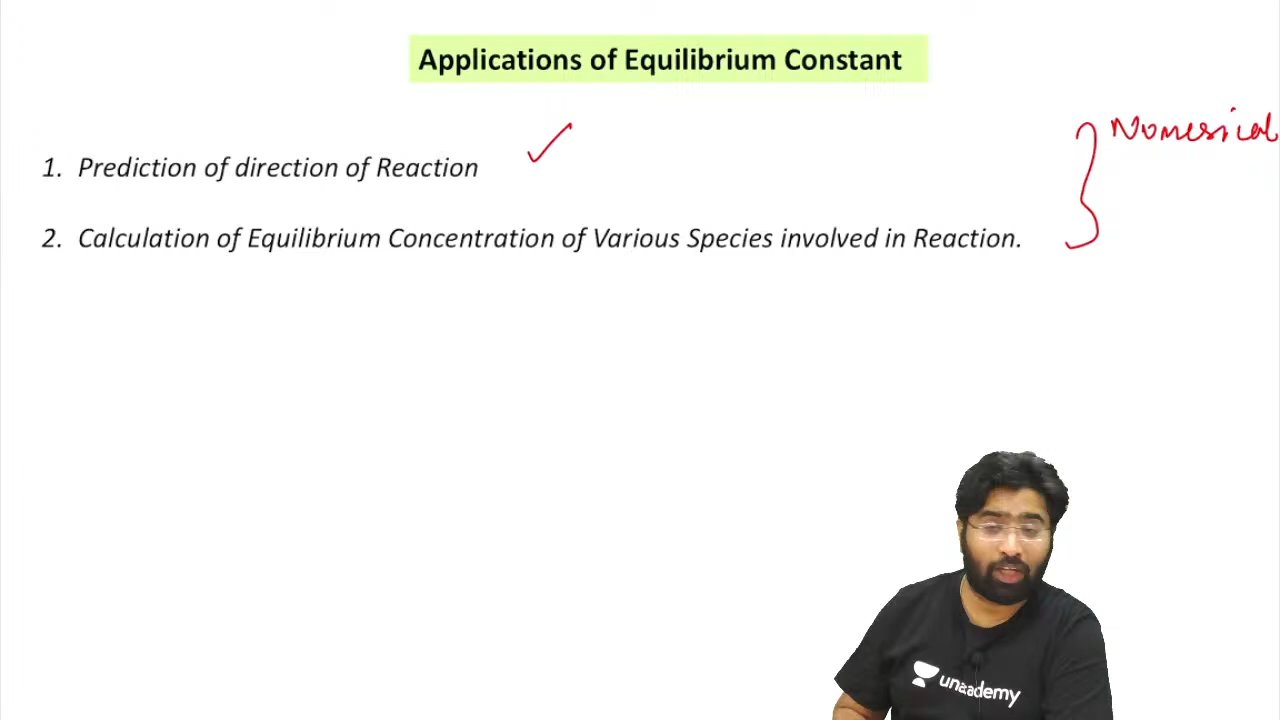 Applications of Equilibrium Constant
Numerical
1. Prediction of direction of Reaction
2. Calculation of Equilibrium Concentration of Various Species involved in Reaction.
unacademy